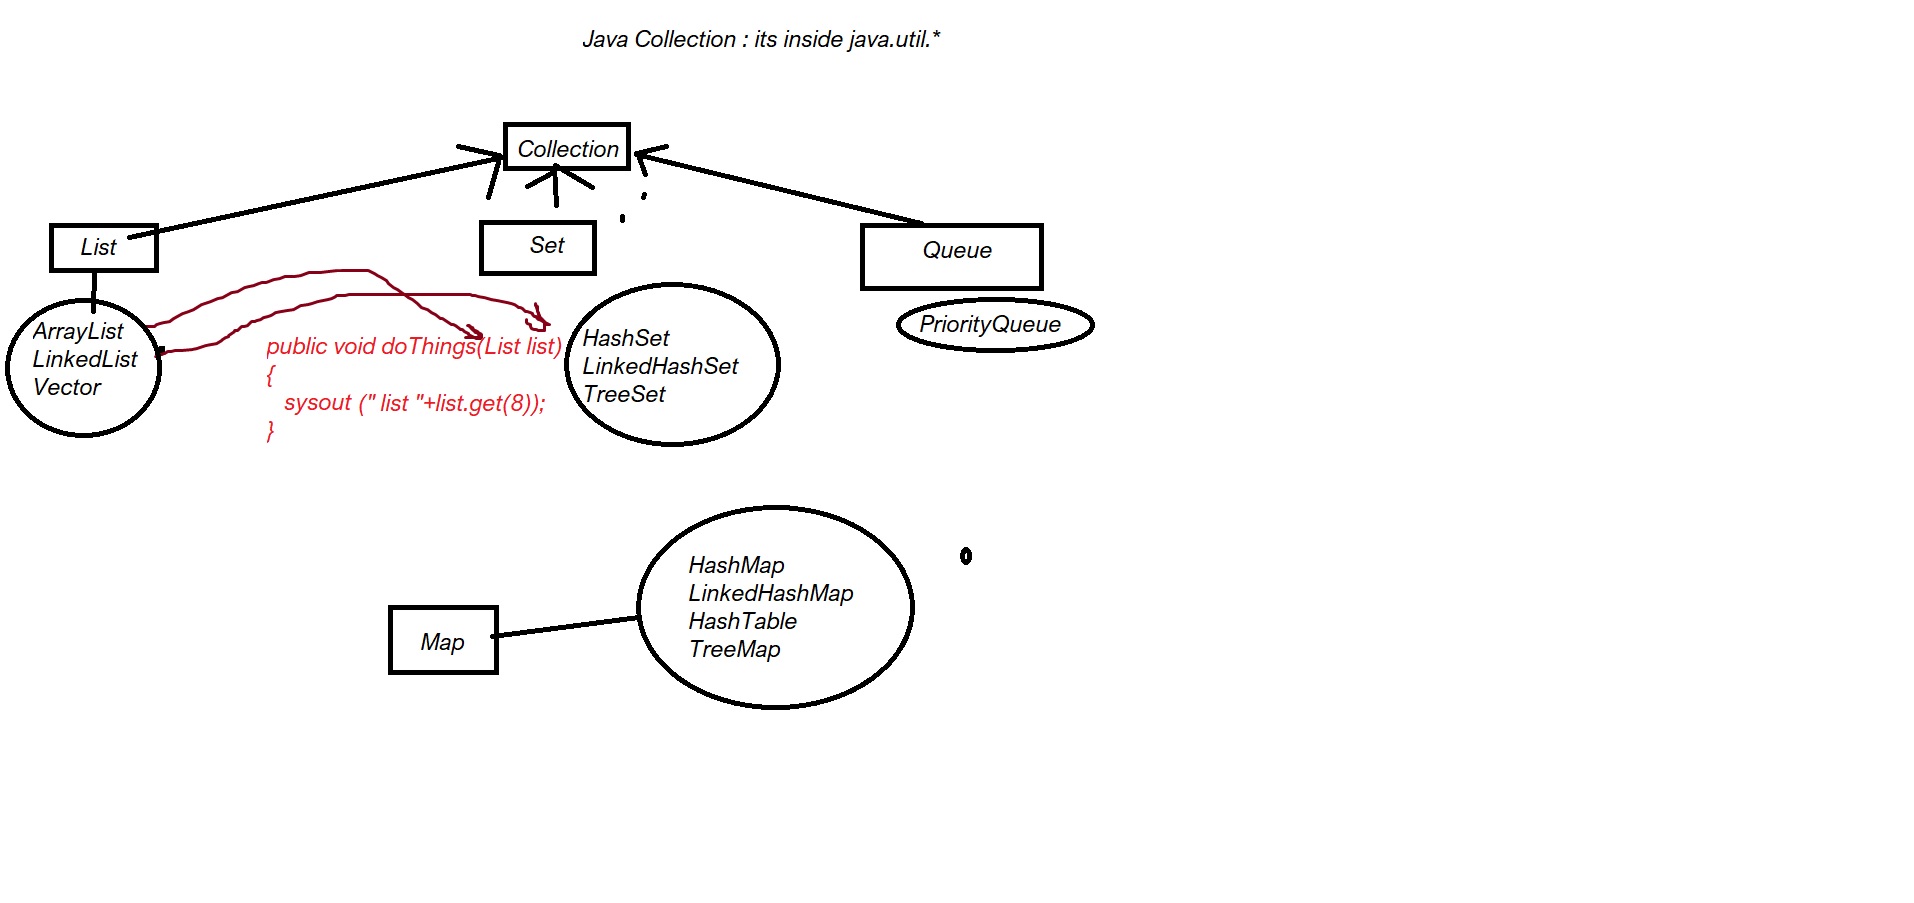 Java Collection : its inside java.util.*
Collection
List
Set
Queue
ArrayList
LinkedList
Vector
public void doThings(List list)
{
sysout (" list "+list.get(8));
}
HashSet
LinkedHashSet
TreeSet
PriorityQueue
Map
HashMap
LinkedHashMap
HashTable
TreeMap